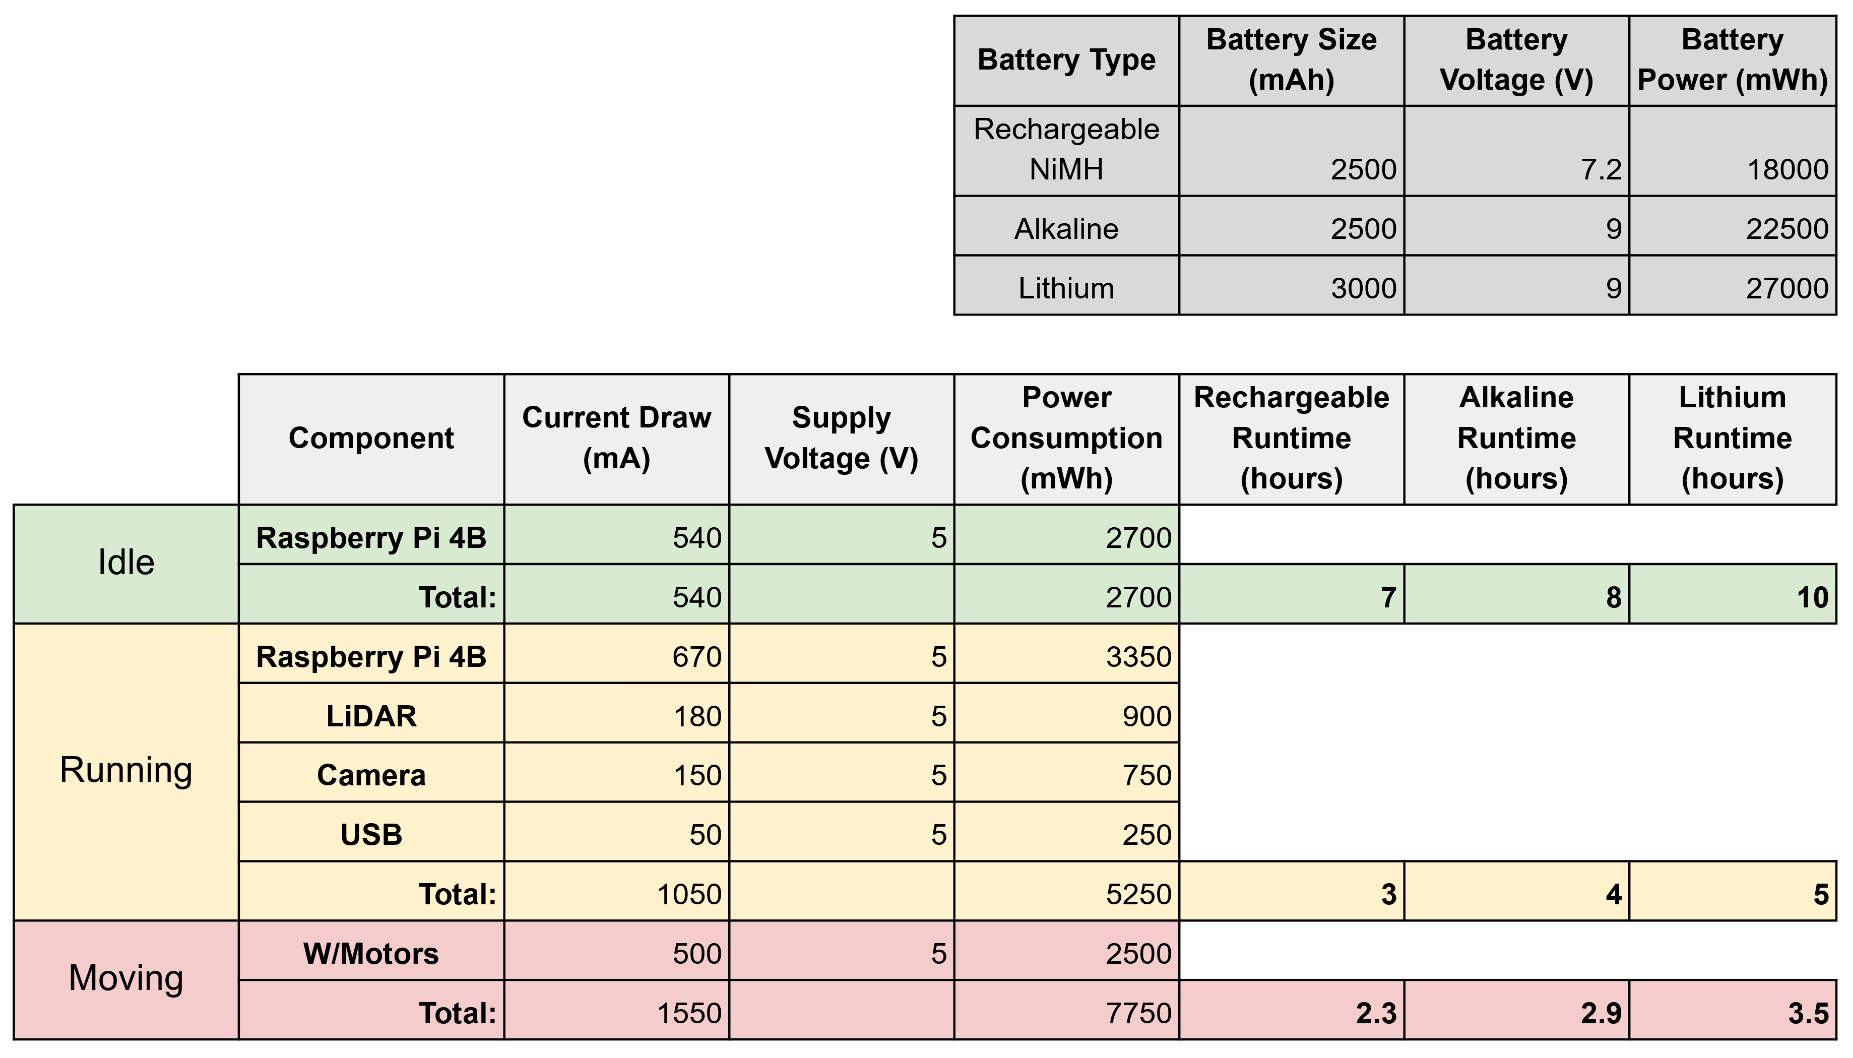 Battery Type Battery Size (mAh) Battery Voltage (V) Battery Power (mWh)
Rechargeable NiMH 2500 7.2 18000
Alkaline 2500 9 22500
Lithium 3000 9 27000
Component Current Draw (mA) Supply Voltage (V) Power Consumption (mWh) Rechargeable Runtime (hours) Alkaline Runtime (hours) Lithium Runtime (hours)
Idle
Raspberry Pi 4B 540 5 2700
Total: 540 2700 7 8 10
Running
Raspberry Pi 4B 670 5 3350
LiDAR 180 5 900
Camera 150 5 750
USB 50 5 250
Total: 1050 5250 3 4 5
Moving
W/Motors 500 5 2500
Total: 1550 7750 2.3 2.9 3.5